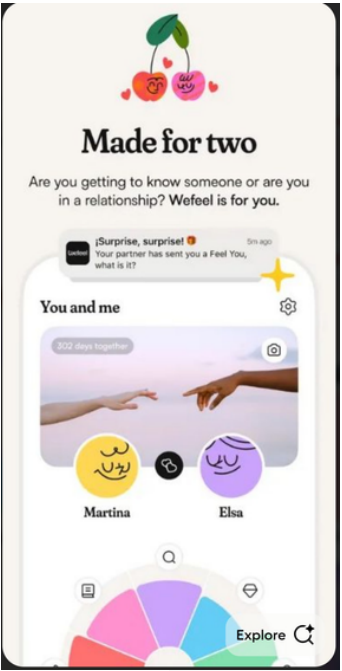 Made for two
Are you getting to know someone or are you
in a relationship? Wefeel is for you.
¡Surprise, surprise! 🎁
5m ago
wefeel
Your partner has sent you a Feel You,
what is it?
You and me
302 days together
Martina
Elsa
Explore